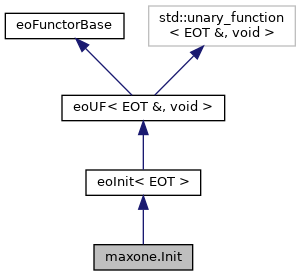 eoFunctorBase
std::unary_function
< EOT &, void >
eoUF< EOT &, void >
eoInit< EOT >
maxone.Init